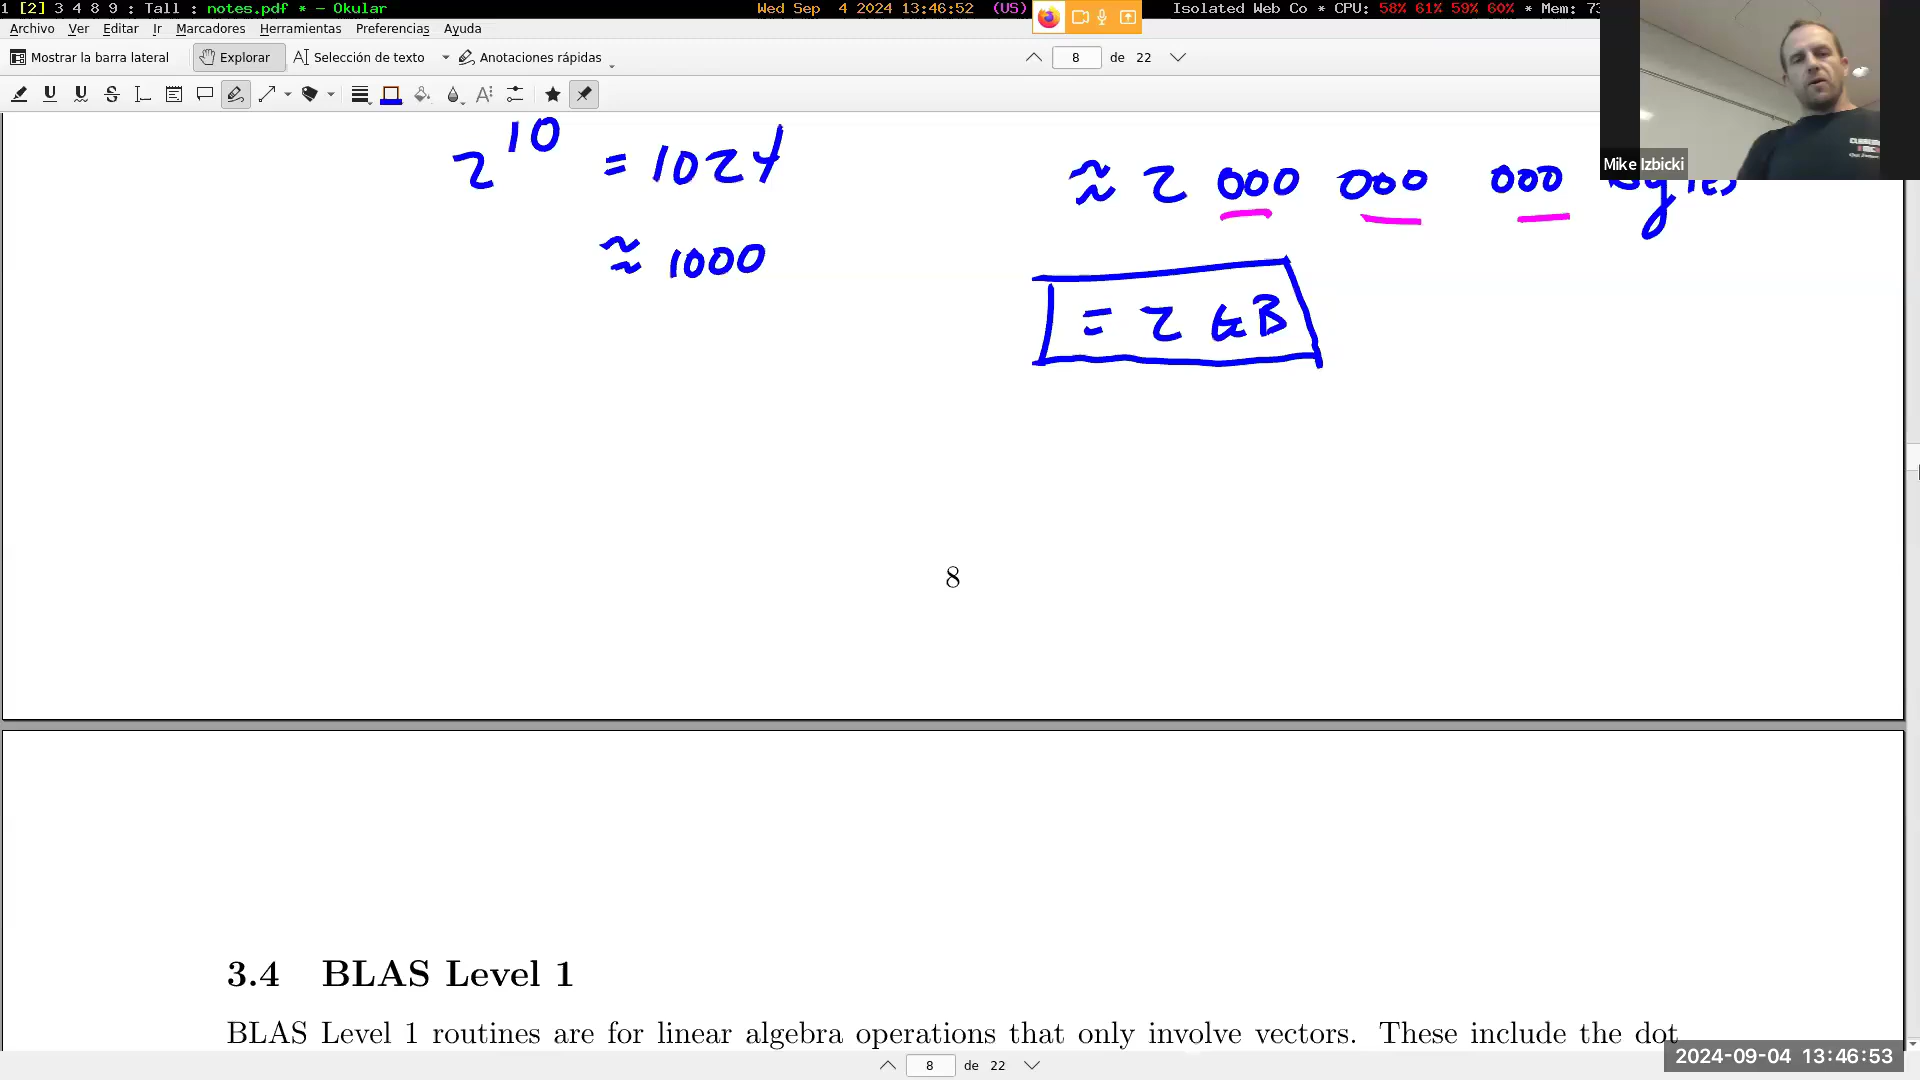 1 [2] 3 4 8 9 : Tall : notes.pdf * – Okular
Wed Sep 4 2024 13:46:52 (US)
Isolated Web Co * CPU: 58% 61% 59% 60% * Mem: 73
Archivo Ver Editar Ir Marcadores Herramientas Preferencias Ayuda
Mostrar la barra lateral Explorar Selección de texto Anotaciones rápidas 8 de 22
Mike Izbicki
2^10 = 1024
≈ 1000
≈ 2 000 000 000 bytes
= 2 GB
8
3.4 BLAS Level 1
BLAS Level 1 routines are for linear algebra operations that only involve vectors. These include the dot
8 de 22
2024-09-04 13:46:53